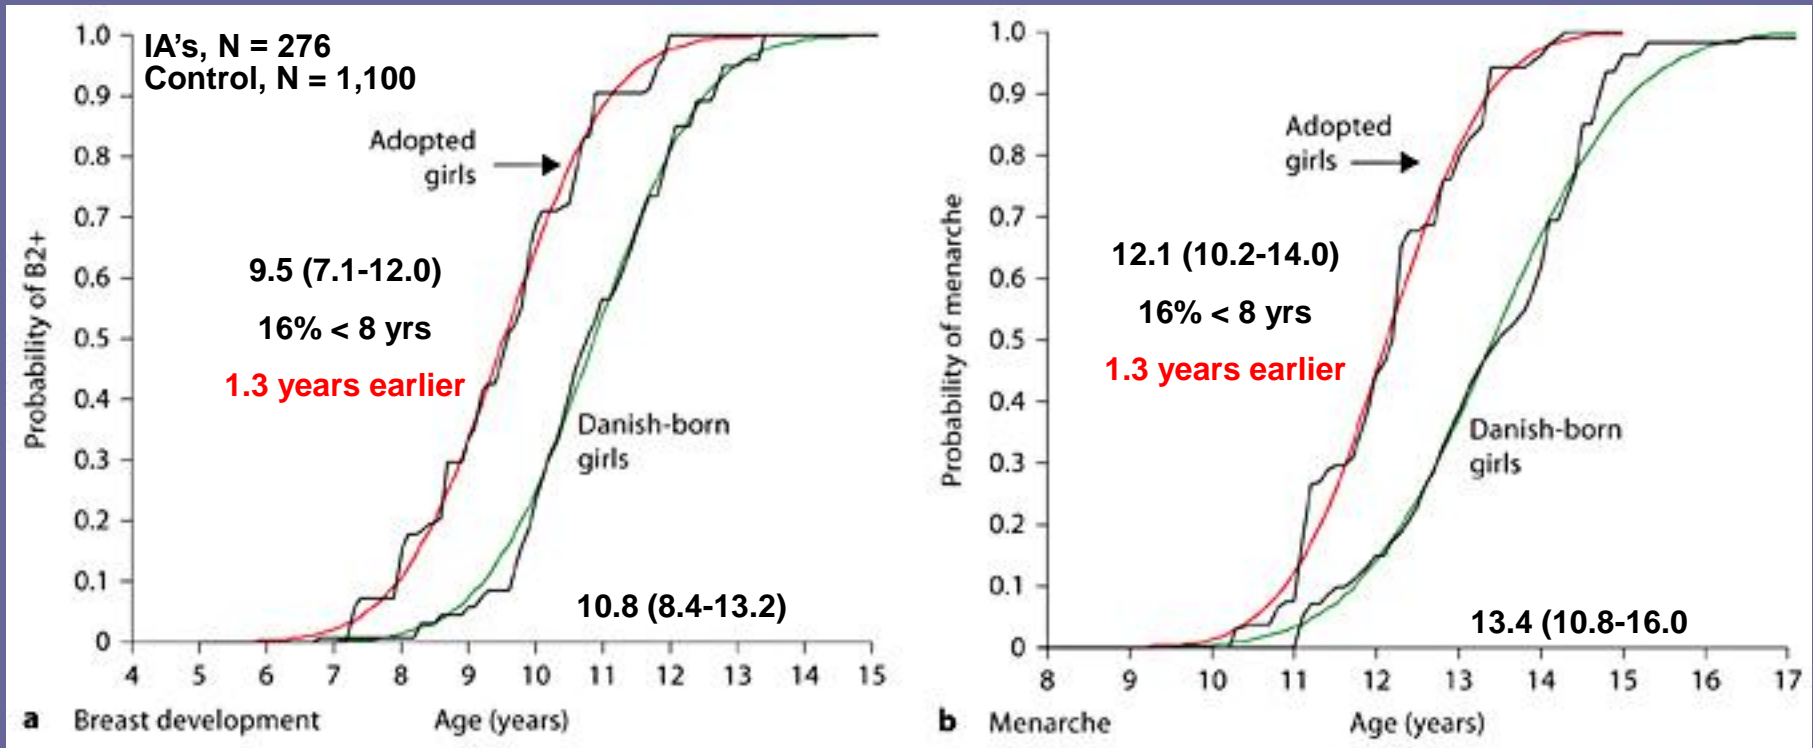 IA's, N = 276
Control, N = 1,100
Adopted
girls
9.5 (7.1-12.0)
16% < 8 yrs
1.3 years earlier
Danish-born
girls
10.8 (8.4-13.2)
Probability of B2+
1.0
0.9
0.8
0.7
0.6
0.5
0.4
0.3
0.2
0.1
0
4 5 6 7 8 9 10 11 12 13 14 15
a Breast development Age (years)
Adopted
girls
12.1 (10.2-14.0)
16% < 8 yrs
1.3 years earlier
Danish-born
girls
13.4 (10.8-16.0
Probability of menarche
1.0
0.9
0.8
0.7
0.6
0.5
0.4
0.3
0.2
0.1
0
8 9 10 11 12 13 14 15 16 17
b Menarche Age (years)